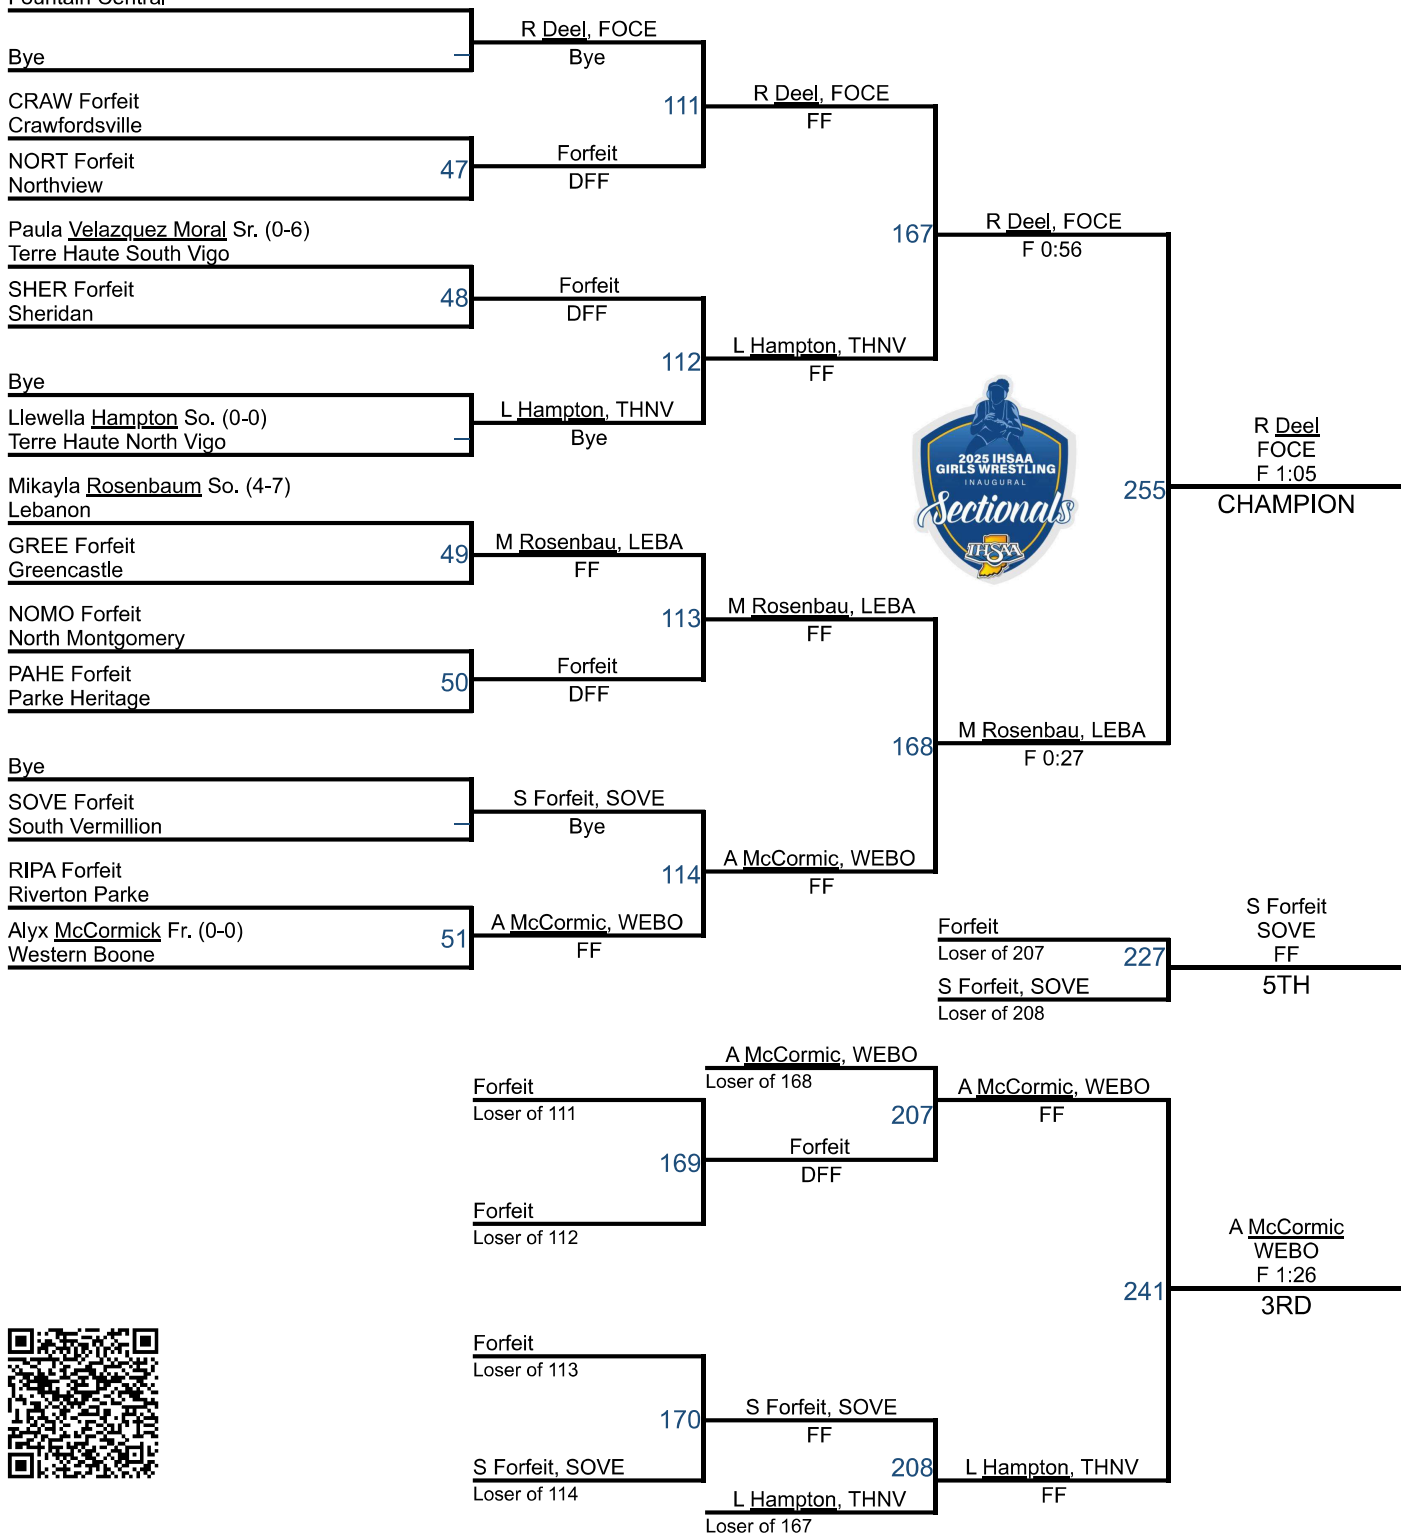 Fountain Central
Bye
R Deel, FOCE
Bye
CRAW Forfeit
Crawfordsville
NORT Forfeit
Northview
47
Forfeit
DFF
111
R Deel, FOCE
FF
Paula Velazquez Moral Sr. (0-6)
Terre Haute South Vigo
SHER Forfeit
Sheridan
48
Forfeit
DFF
Bye
Llewella Hampton So. (0-0)
Terre Haute North Vigo
L Hampton, THNV
Bye
112
L Hampton, THNV
FF
167
R Deel, FOCE
F 0:56
Mikayla Rosenbaum So. (4-7)
Lebanon
GREE Forfeit
Greencastle
49
M Rosenbau, LEBA
FF
NOMO Forfeit
North Montgomery
PAHE Forfeit
Parke Heritage
50
Forfeit
DFF
113
M Rosenbau, LEBA
FF
Bye
SOVE Forfeit
South Vermillion
S Forfeit, SOVE
Bye
RIPA Forfeit
Riverton Parke
Alyx McCormick Fr. (0-0)
Western Boone
51
A McCormic, WEBO
FF
114
A McCormic, WEBO
FF
168
M Rosenbau, LEBA
F 0:27
2025 IHSAA
GIRLS WRESTLING
INAUGURAL
Sectionals
IHSAA
255
R Deel
FOCE
F 1:05
CHAMPION
Forfeit
Loser of 207
S Forfeit, SOVE
Loser of 208
227
S Forfeit
SOVE
FF
5TH
A McCormic, WEBO
Loser of 168
Forfeit
Loser of 111
Forfeit
Loser of 112
169
Forfeit
DFF
207
A McCormic, WEBO
FF
Forfeit
Loser of 113
S Forfeit, SOVE
Loser of 114
170
S Forfeit, SOVE
FF
L Hampton, THNV
Loser of 167
208
L Hampton, THNV
FF
241
A McCormic
WEBO
F 1:26
3RD